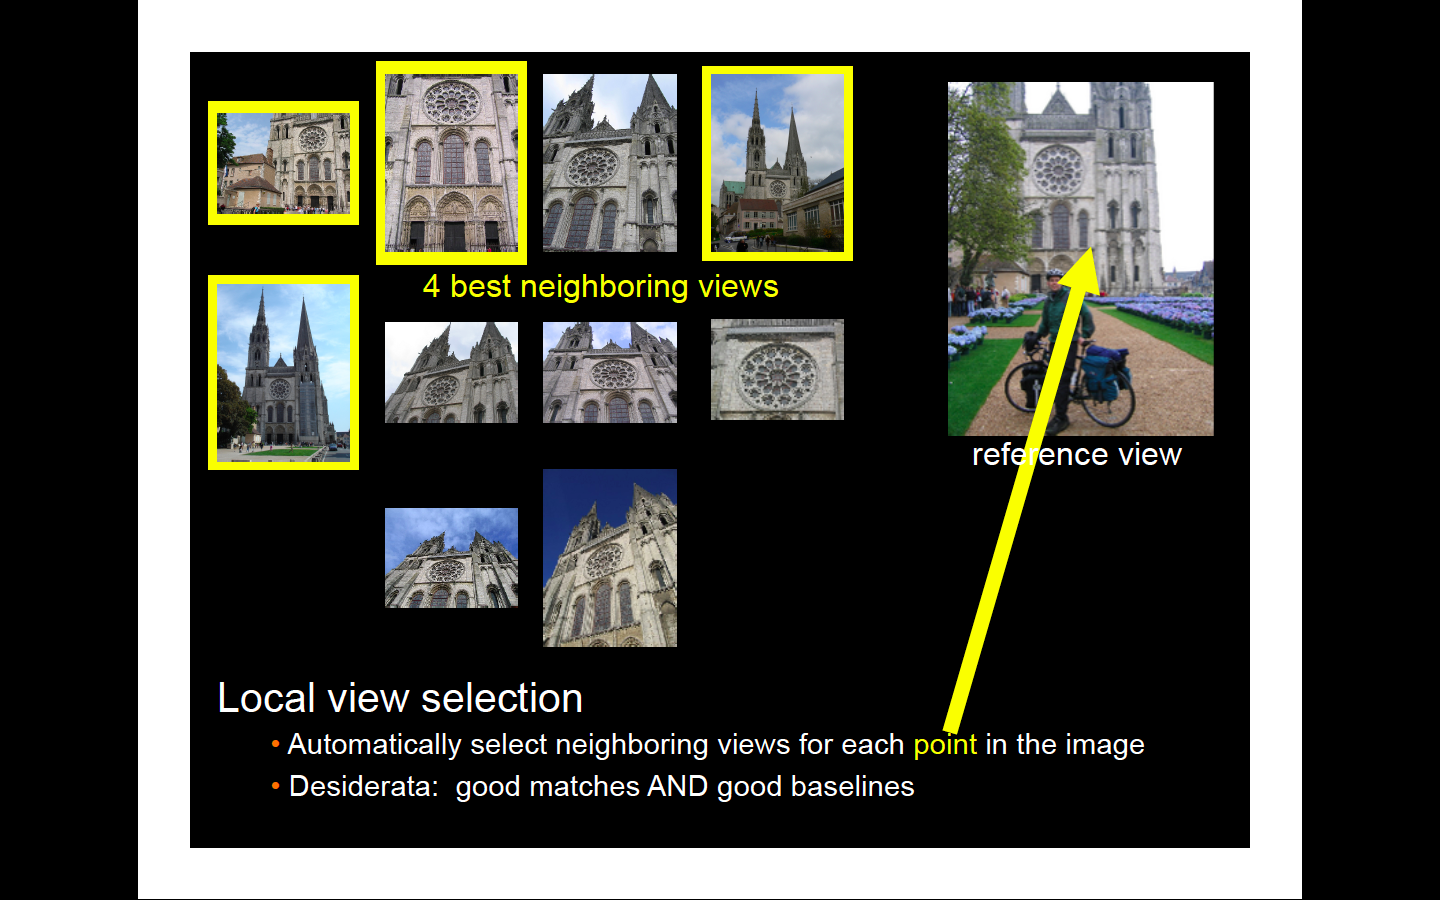 4 best neighboring views
reference view
Local view selection
• Automatically select neighboring views for each point in the image
• Desiderata:  good matches AND good baselines